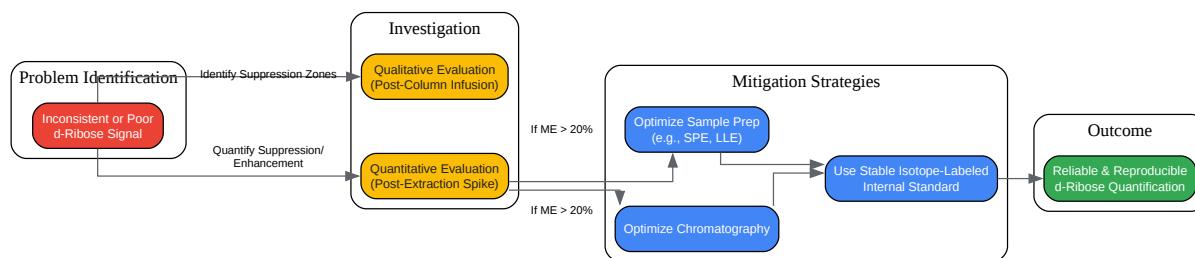 Problem Identification
Inconsistent or Poor
d-Ribose Signal
Identify Suppression Zones
Quantify Suppression/
Enhancement
Investigation
Qualitative Evaluation
(Post-Column Infusion)
Quantitative Evaluation
(Post-Extraction Spike)
If ME > 20%
If ME > 20%
Mitigation Strategies
Optimize Sample Prep
(e.g., SPE, LLE)
Optimize Chromatography
Use Stable Isotope-Labeled
Internal Standard
Outcome
Reliable & Reproducible
d-Ribose Quantification